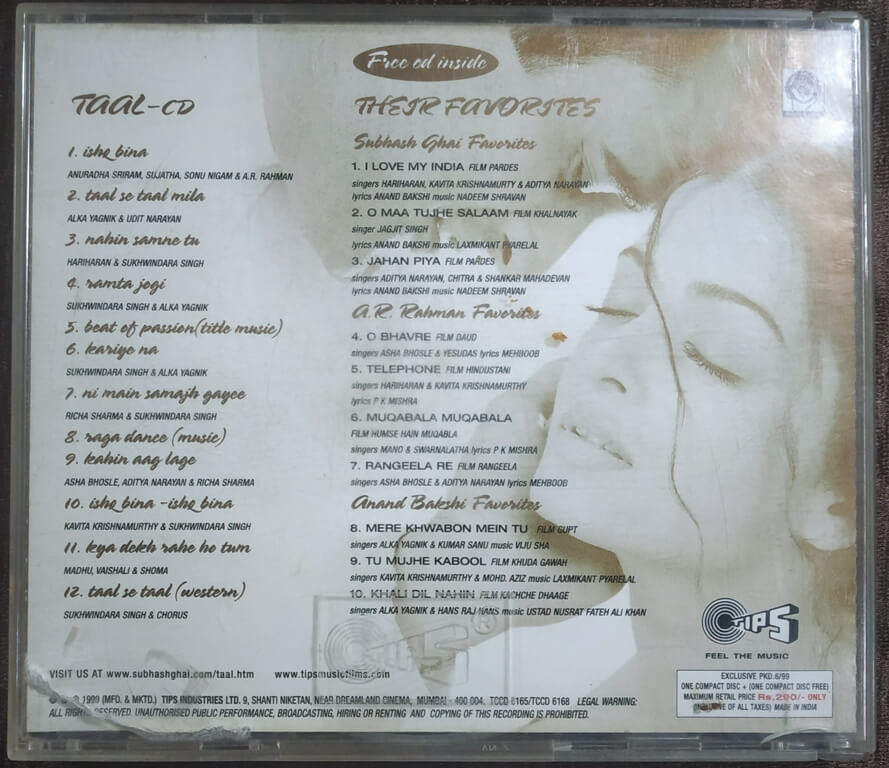 Free cd inside
TAAL-CD
1. ishq bina
ANURADHA SRIRAM, SUJATHA, SONU NIGAM & A.R. RAHMAN
2. taal se taal mila
ALKA YAGNIK & UDIT NARAYAN
3. nahin samne tu
HARIHARAN & SUKHWINDARA SINGH
4. ramta jogi
SUKHWINDARA SINGH & ALKA YAGNIK
5. beat of passion(title music)
6. kariye na
SUKHWINDARA SINGH & ALKA YAGNIK
7. ni main samajh gayee
RICHA SHARMA & SUKHWINDARA SINGH
8. raga dance (music)
9. kahin aag lage
ASHA BHOSLE, ADITYA NARAYAN & RICHA SHARMA
10. ishq bina -ishq bina
KAVITA KRISHNAMURTHY & SUKHWINDARA SINGH
11. kya dekh rahe ho tum
MADHU, VAISHALI & SHOMA
12. taal se taal (western)
SUKHWINDARA SINGH & CHORUS
THEIR FAVORITES
Subhash Ghai Favorites
1. I LOVE MY INDIA FILM PARDES
singers HARIHARAN, KAVITA KRISHNAMURTY & ADITYA NARAYAN
lyrics ANAND BAKSHI music NADEEM SHRAVAN
2. O MAA TUJHE SALAAM FILM KHALNAYAK
singer JAGJIT SINGH
lyrics ANAND BAKSHI music LAXMIKANT PYARELAL
3. JAHAN PIYA FILM PARDES
singers ADITYA NARAYAN, CHITRA & SHANKAR MAHADEVAN
lyrics ANAND BAKSHI music NADEEM SHRAVAN
A.R. Rahman Favorites
4. O BHAVRE FILM DAUD
singers ASHA BHOSLE & YESUDAS lyrics MEHBOOB
5. TELEPHONE FILM HINDUSTANI
singers HARIHARAN & KAVITA KRISHNAMURTHY
lyrics P K MISHRA
6. MUQABALA MUQABALA
FILM HUMSE HAIN MUQABLA
singers MANO & SWARNALATHA lyrics P K MISHRA
7. RANGEELA RE FILM RANGEELA
singers ASHA BHOSLE & ADITYA NARAYAN lyrics MEHBOOB
Anand Bakshi Favorites
8. MERE KHWABON MEIN TU FILM GUPT
singers ALKA YAGNIK & KUMAR SANU music VIJU SHA
9. TU MUJHE KABOOL FILM KHUDA GAWAH
singers KAVITA KRISHNAMURTHY & MOHD. AZIZ music LAXMIKANT PYARELAL
10. KHALI DIL NAHIN FILM KACHCHE DHAAGE
singers ALKA YAGNIK & HANS RAJ HANS music USTAD NUSRAT FATEH ALI KHAN
TIPS
TIPS
FEEL THE MUSIC
VISIT US AT www.subhashghai.com/taal.htm www.tipsmusicfilms.com
1999 (MFD. & MKTD.) TIPS INDUSTRIES LTD. 9, SHANTI NIKETAN, NEAR DREAMLAND CINEMA, MUMBAI - 400 004. TCCD 6165/TCCD 6168 LEGAL WARNING:
ALL RIGHTS RESERVED. UNAUTHORISED PUBLIC PERFORMANCE, BROADCASTING, HIRING OR RENTING AND COPYING OF THIS RECORDING IS PROHIBITED.
EXCLUSIVE PKD.6/99
ONE COMPACT DISC + (ONE COMPACT DISC FREE)
MAXIMUM RETAIL PRICE Rs.290/- ONLY
(INCLUSIVE OF ALL TAXES) MADE IN INDIA